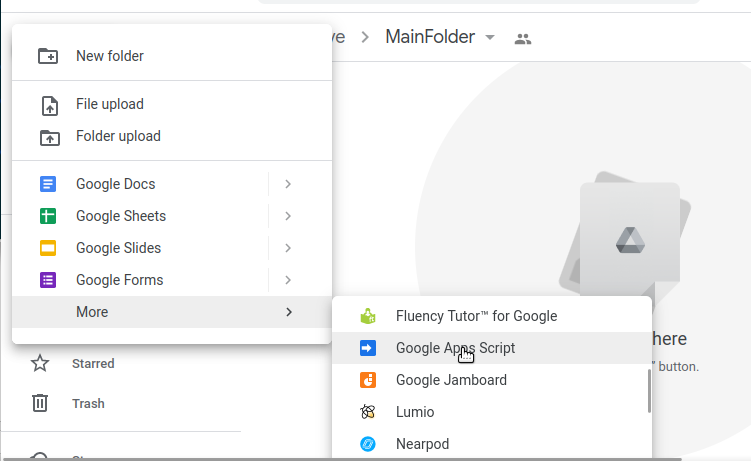 New folder
File upload
Folder upload
Google Docs
Google Sheets
Google Slides
Google Forms
More
ve > MainFolder
Fluency Tutor™ for Google
Google Apps Script
Google Jamboard
Lumio
Nearpod
here
" button.
Starred
Trash